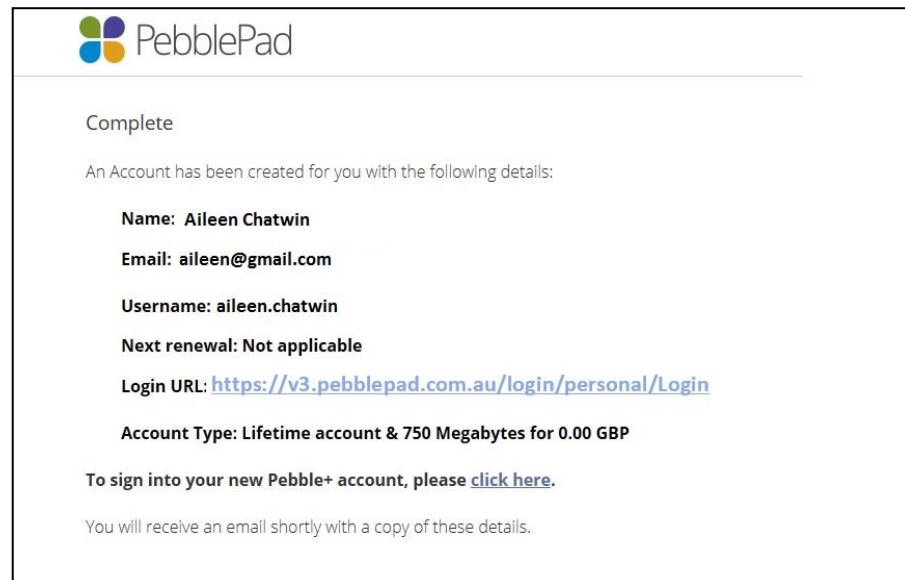 PebblePad
Complete
An Account has been created for you with the following details:
Name: Aileen Chatwin
Email: aileen@gmail.com
Username: aileen.chatwin
Next renewal: Not applicable
Login URL: https://v3.pebblepad.com.au/login/personal/Login
Account Type: Lifetime account & 750 Megabytes for 0.00 GBP
To sign into your new Pebble+ account, please click here.
You will receive an email shortly with a copy of these details.